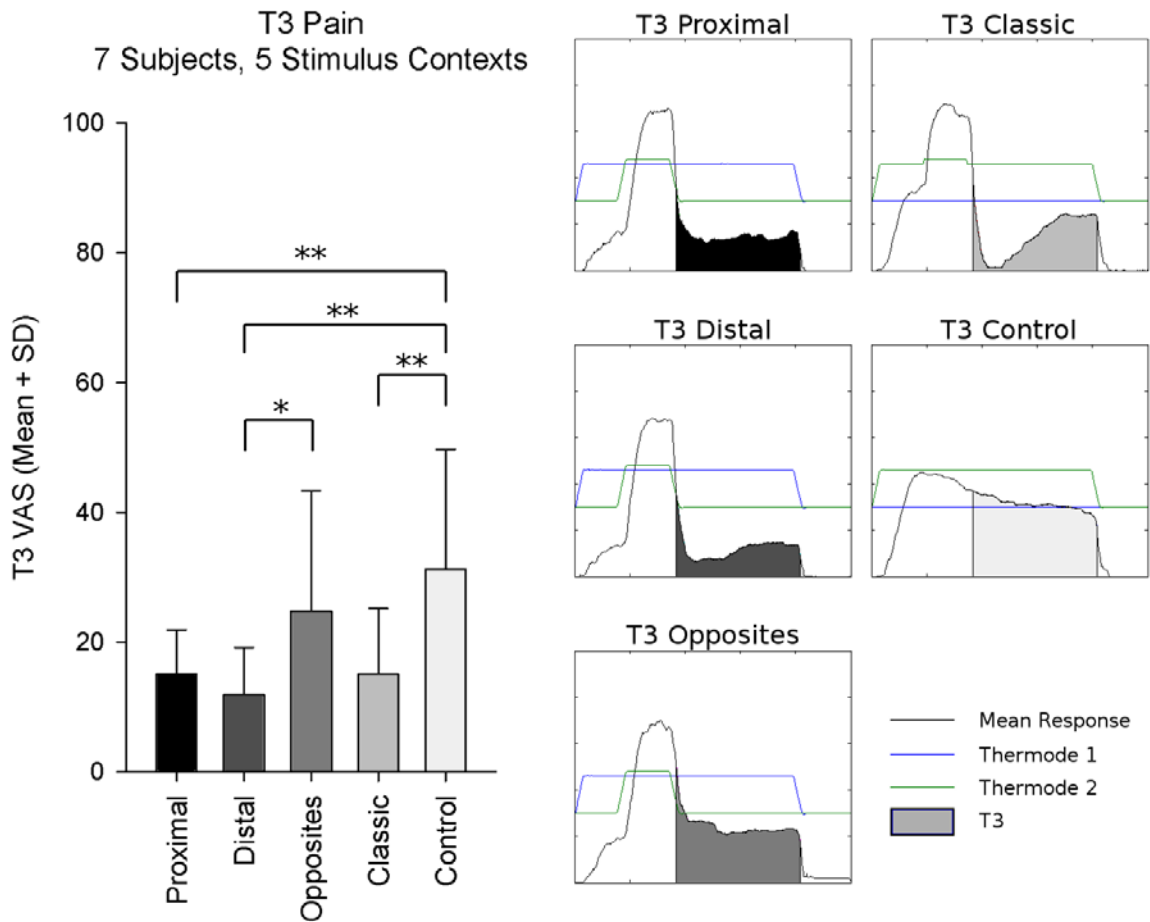 T3 Pain
7 Subjects, 5 Stimulus Contexts
T3 VAS (Mean + SD)
100
80
60
40
20
0
**
**
**
*
Proximal
Distal
Opposites
Classic
Control
T3 Proximal
T3 Classic
T3 Distal
T3 Control
T3 Opposites
Mean Response
Thermode 1
Thermode 2
T3